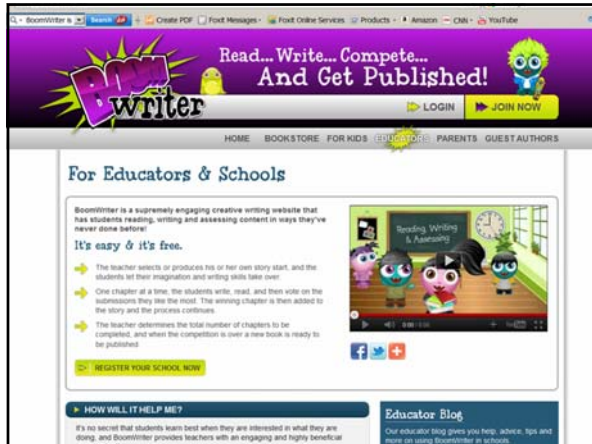 BoomWriter is
Search
Create PDF
Foxit Messages
Foxit Online Services
Products
Amazon
CNN
YouTube
Read... Write... Compete...
And Get Published!
BOOM
writer
LOGIN
JOIN NOW
HOME
BOOKSTORE
FOR KIDS
EDUCATORS
PARENTS
GUEST AUTHORS
For Educators & Schools
BoomWriter is a supremely engaging creative writing website that
has students reading, writing and assessing content in ways they've
never done before!
It's easy & it's free.
The teacher selects or produces his or her own story start, and the
students let their imagination and writing skills take over.
One chapter at a time, the students write, read, and then vote on the
submissions they like the most. The winning chapter is then added to
the story and the process continues.
The teacher determines the total number of chapters to be
completed, and when the competition is over a new book is ready to
be published
REGISTER YOUR SCHOOL NOW
Reading, Writing
& Assessing
YouTube
HOW WILL IT HELP ME?
It's no secret that students learn best when they are interested in what they are
doing, and BoomWriter provides teachers with an engaging and highly beneficial
Educator Blog
Our educator blog gives you help, advice, tips and
more on using BoomWriter in schools